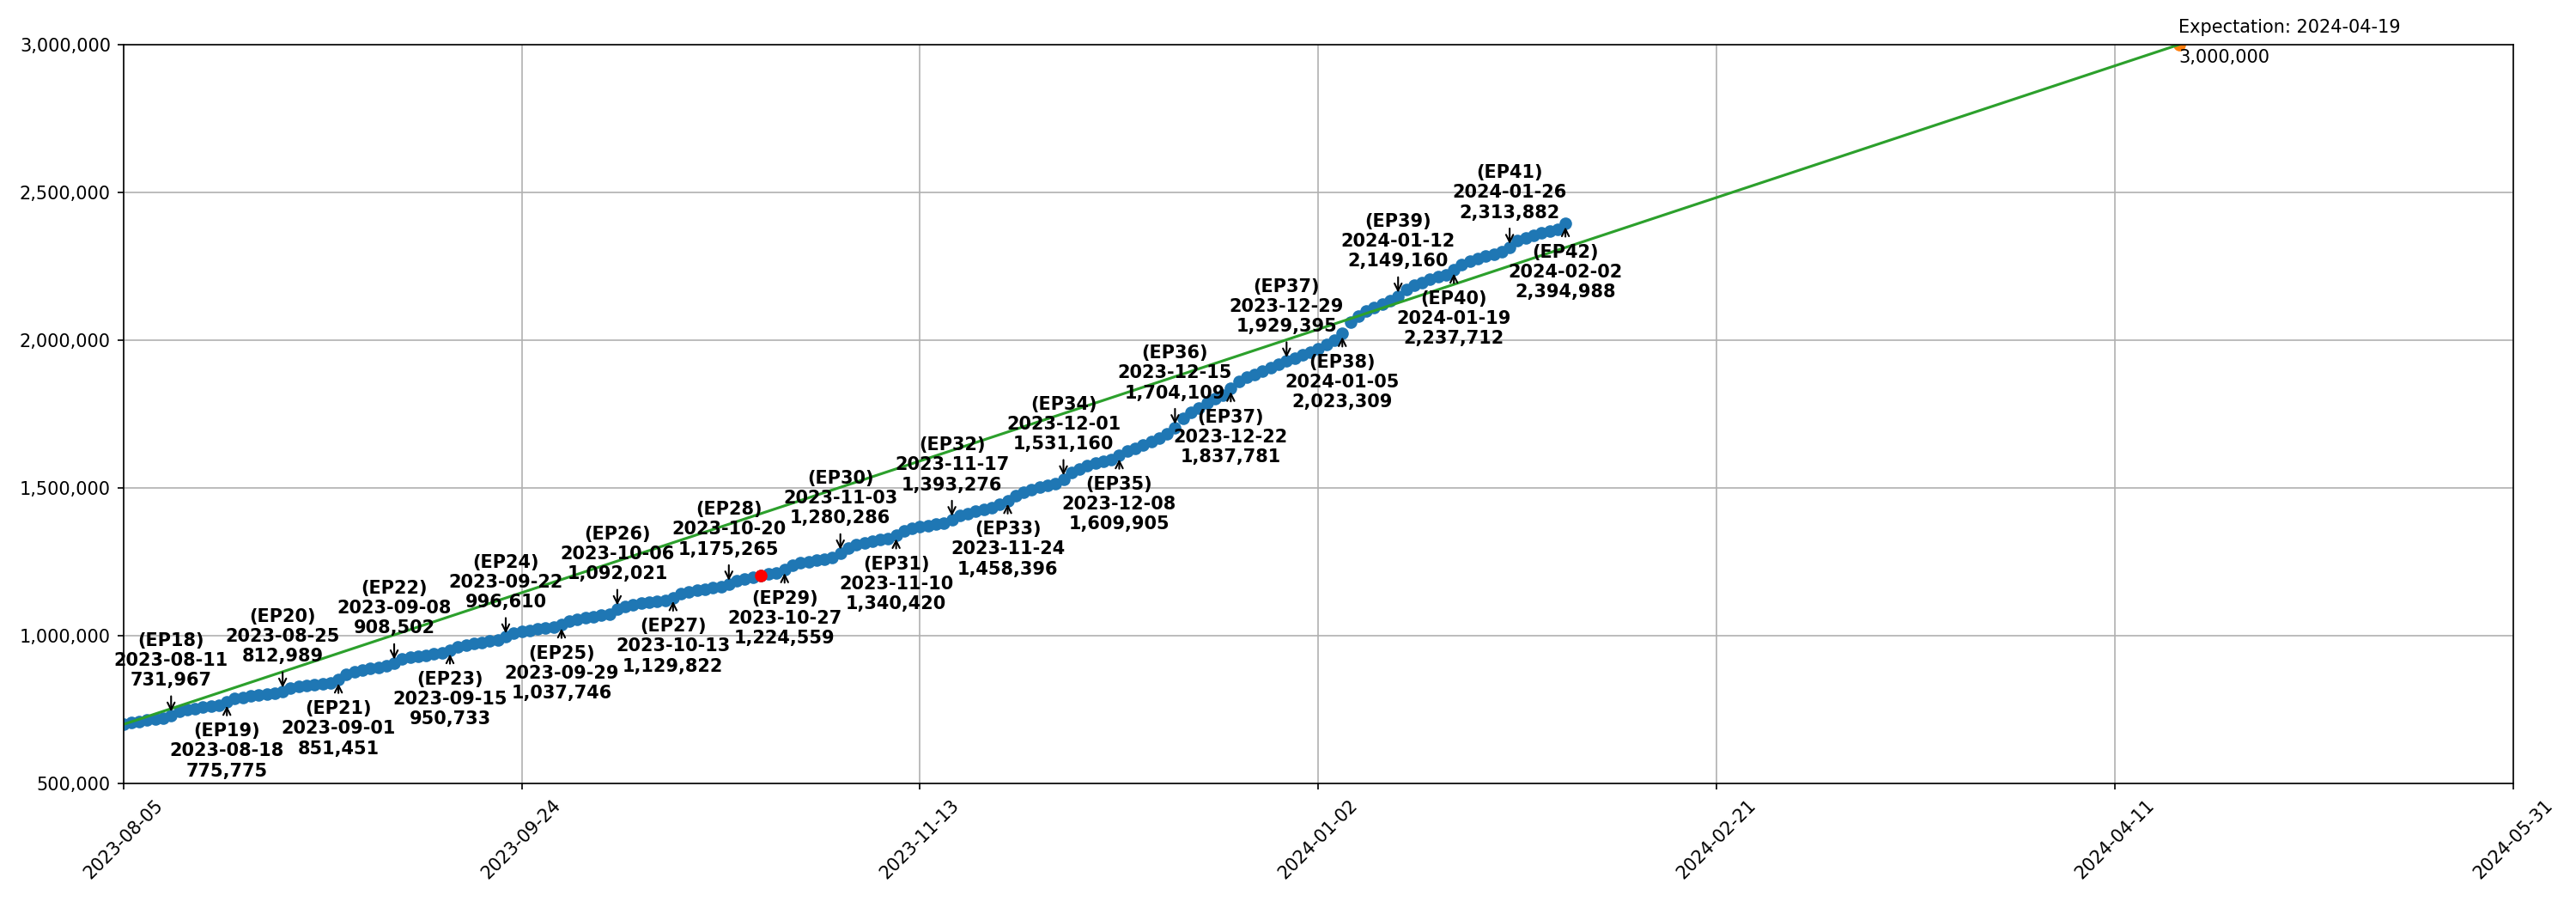 Expectation: 2024-04-19
3,000,000
3,000,000
2,500,000
2,000,000
1,500,000
1,000,000
500,000
(EP18)
2023-08-11
731,967
(EP19)
2023-08-18
775,775
(EP20)
2023-08-25
812,989
(EP21)
2023-09-01
851,451
(EP22)
2023-09-08
908,502
(EP23)
2023-09-15
950,733
(EP24)
2023-09-22
996,610
(EP25)
2023-09-29
1,037,746
(EP26)
2023-10-06
1,092,021
(EP27)
2023-10-13
1,129,822
(EP28)
2023-10-20
1,175,265
(EP29)
2023-10-27
1,224,559
(EP30)
2023-11-03
1,280,286
(EP31)
2023-11-10
1,340,420
(EP32)
2023-11-17
1,393,276
(EP33)
2023-11-24
1,458,396
(EP34)
2023-12-01
1,531,160
(EP35)
2023-12-08
1,609,905
(EP36)
2023-12-15
1,704,109
(EP37)
2023-12-22
1,837,781
(EP37)
2023-12-29
1,929,395
(EP38)
2024-01-05
2,023,309
(EP39)
2024-01-12
2,149,160
(EP40)
2024-01-19
2,237,712
(EP41)
2024-01-26
2,313,882
(EP42)
2024-02-02
2,394,988
2023-08-05
2023-09-24
2023-11-13
2024-01-02
2024-02-21
2024-04-11
2024-05-31